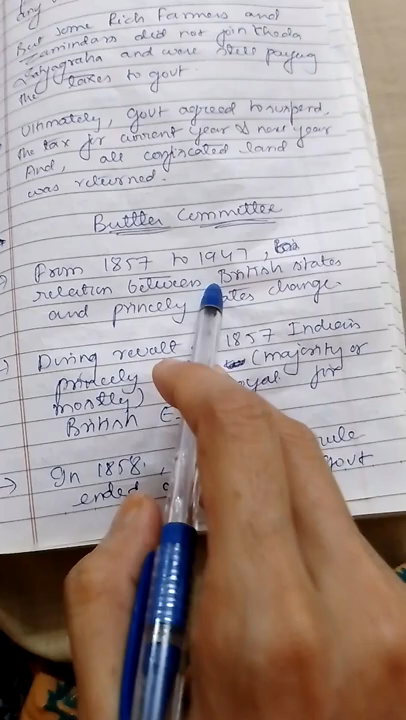 But some Rich Farmers and
Zamindars did not join Kheda
Satyagraha and were still paying
the taxes to govt.
Ultimately, govt agreed to suspend
the tax for current year & next year
And, all confiscated land
was returned.
Buttler Committee
From 1857 to 1947,
relation between British states
and princely states change.
During revolt 1857 Indian
princely (majority or
mostly) loyal for
British E
In 1858, rule
ended govt